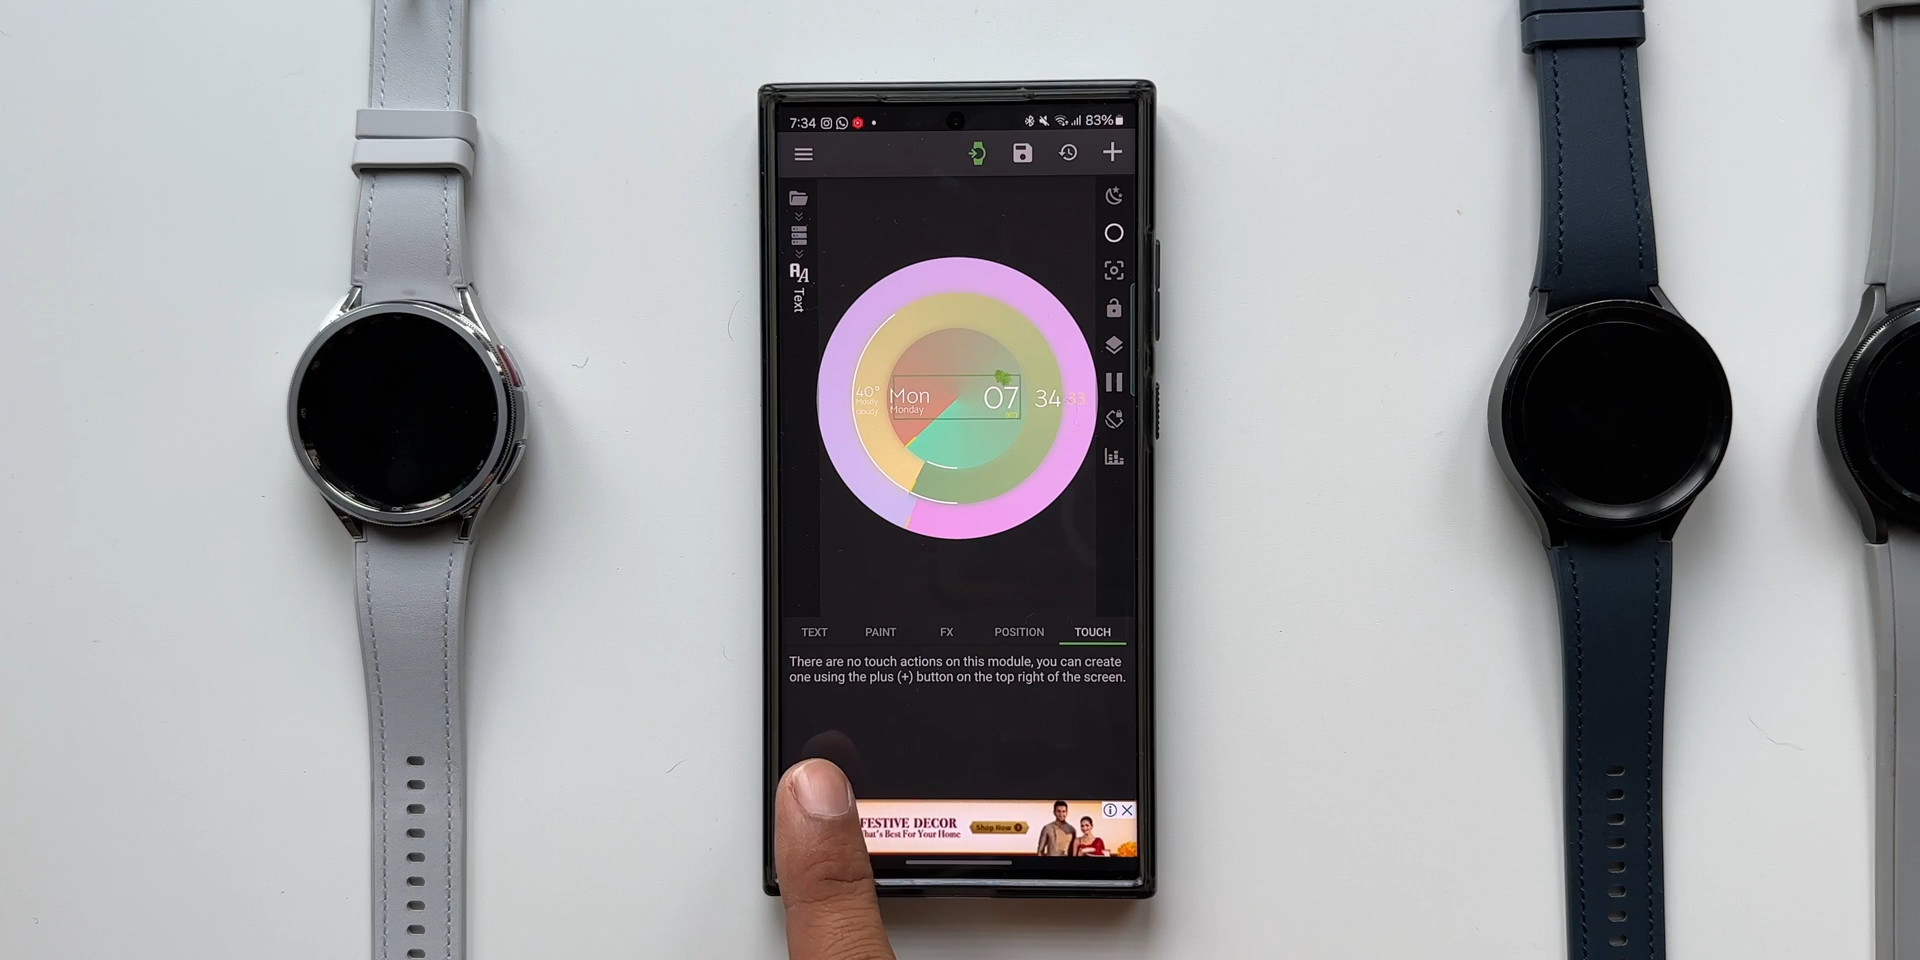 7:34 83%
Text
40°
Mostly
cloudy
Mon
Monday
07
34 33
TEXT PAINT FX POSITION TOUCH
There are no touch actions on this module, you can create
one using the plus (+) button on the top right of the screen.
FESTIVE DECOR
hat's Best For Your Home
Shop Now